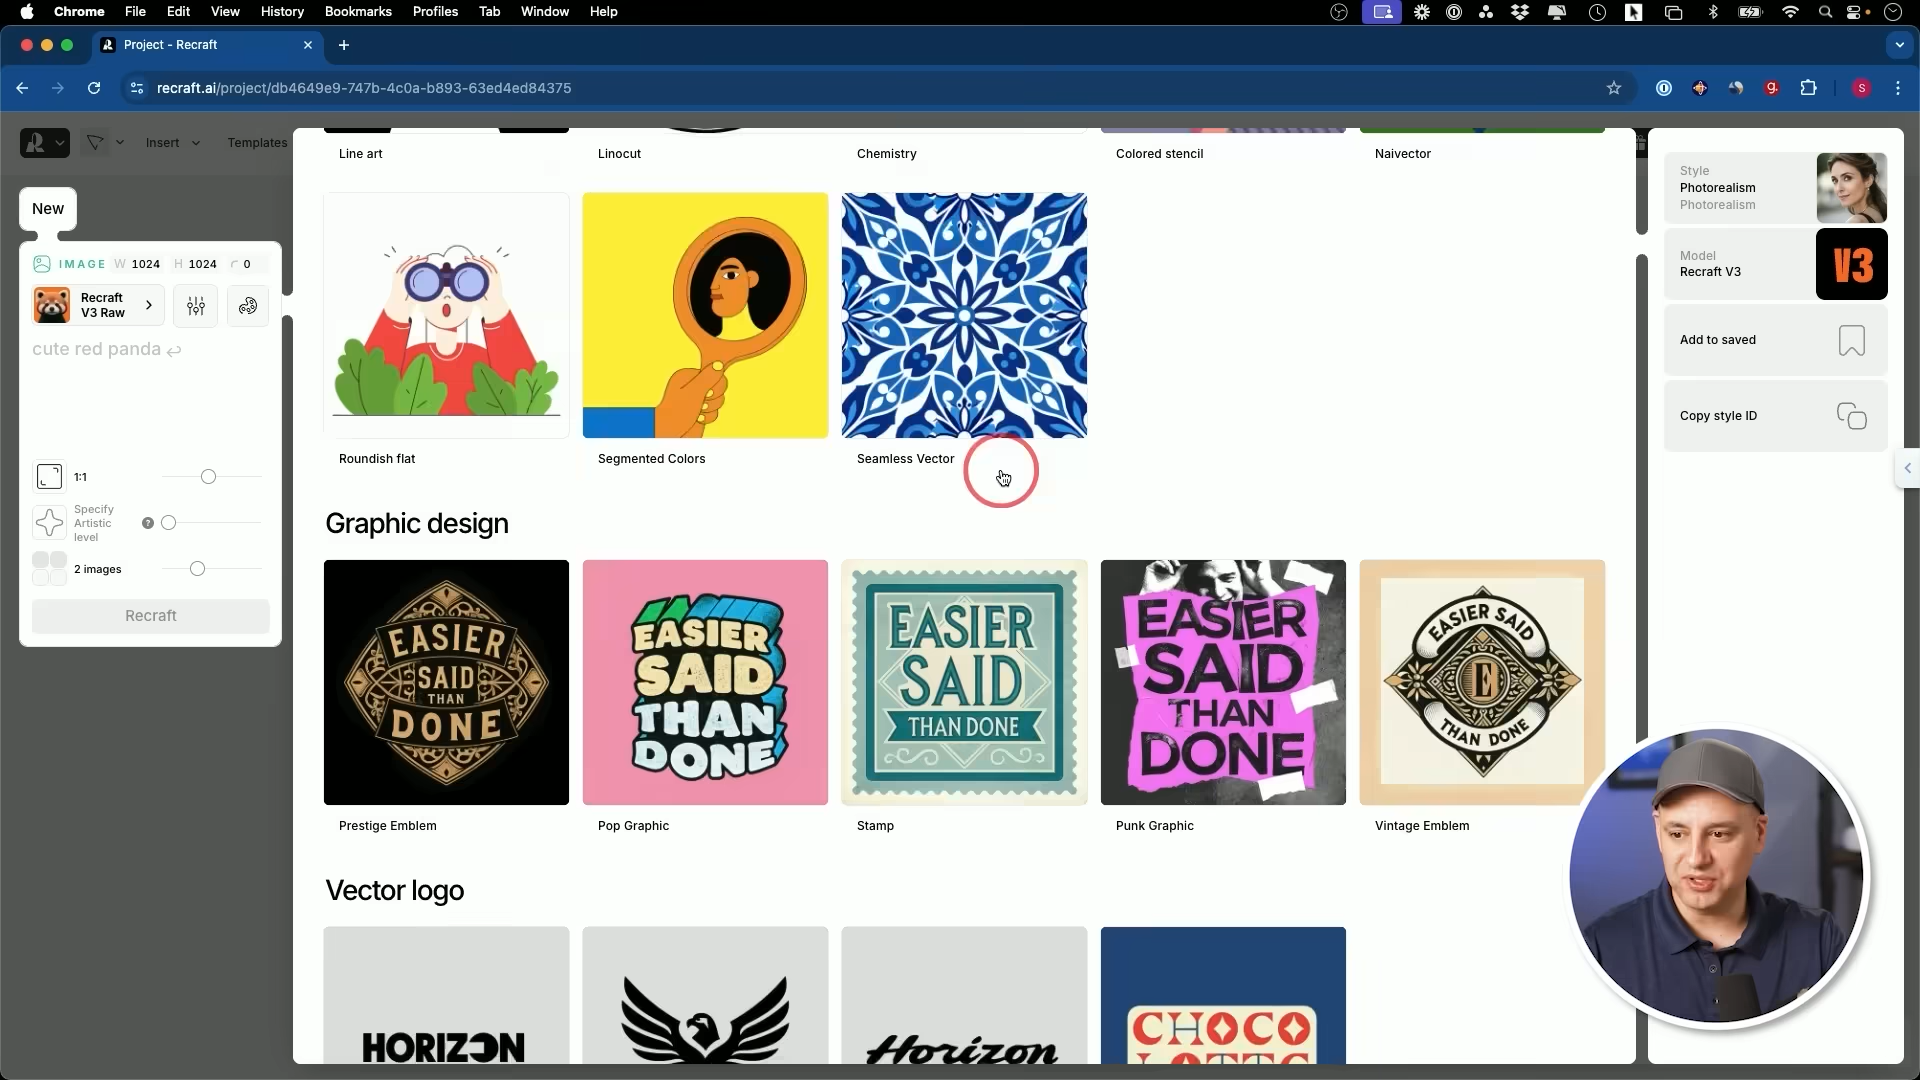 Chrome File Edit View History Bookmarks Profiles Tab Window Help
Project - Recraft
recraft.ai/project/db4649e9-747b-4c0a-b893-63ed4ed84375
g.
S
Insert
Templates
New
IMAGE W 1024 H 1024 0
Recraft
V3 Raw
cute red panda
1:1
Specify
Artistic
level
?
2 images
Recraft
Line art
Linocut
Chemistry
Colored stencil
Naivector
Roundish flat
Segmented Colors
Seamless Vector
Graphic design
EASIER
SAID
THAN
DONE
EASIER
SAID
THAN
DONE
EASIER
SAID
THAN DONE
EASIER
SAID
THAN
DONE
EASIER SAID
E
THAN DONE
Prestige Emblem
Pop Graphic
Stamp
Punk Graphic
Vintage Emblem
Vector logo
HORIZON
Horizon
CHOCO
LATTE
Style
Photorealism
Photorealism
Model
Recraft V3
V3
Add to saved
Copy style ID